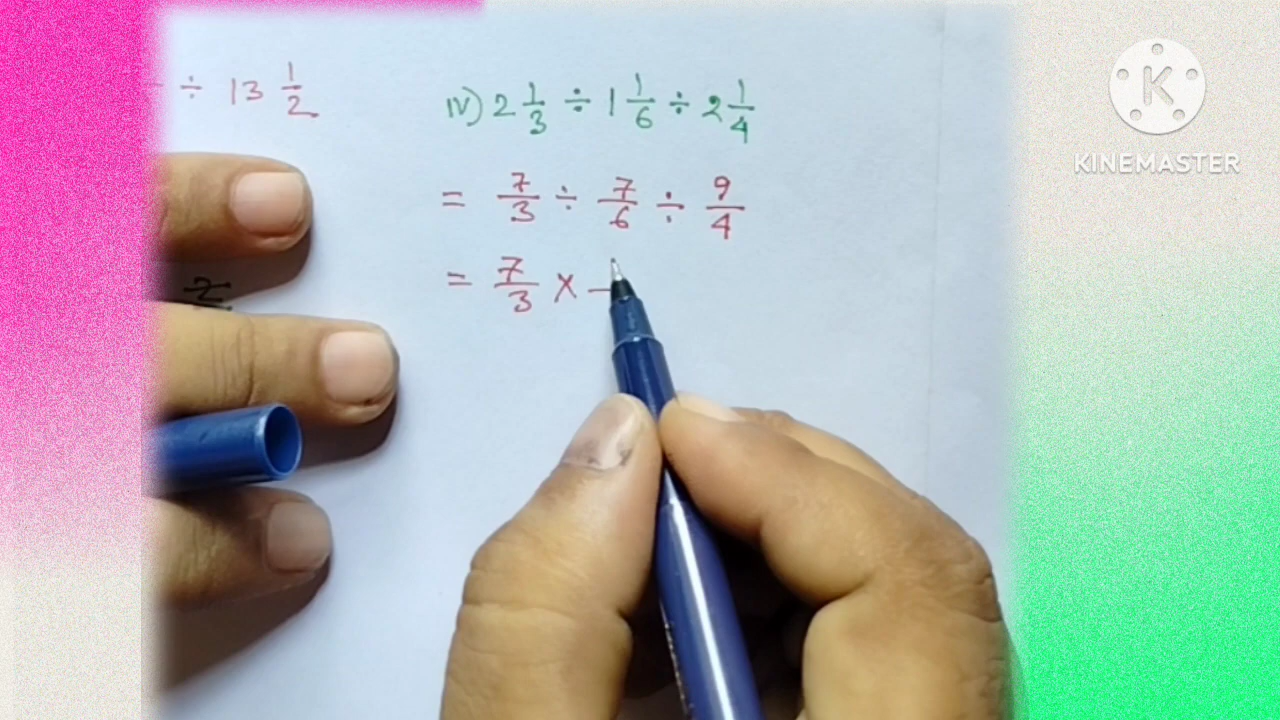 ÷ 13 1/2
IV) 2 1/3 ÷ 1 1/6 ÷ 2 1/4
= 7/3 ÷ 7/6 ÷ 9/4
= 7/3 ×
2
KINEMASTER